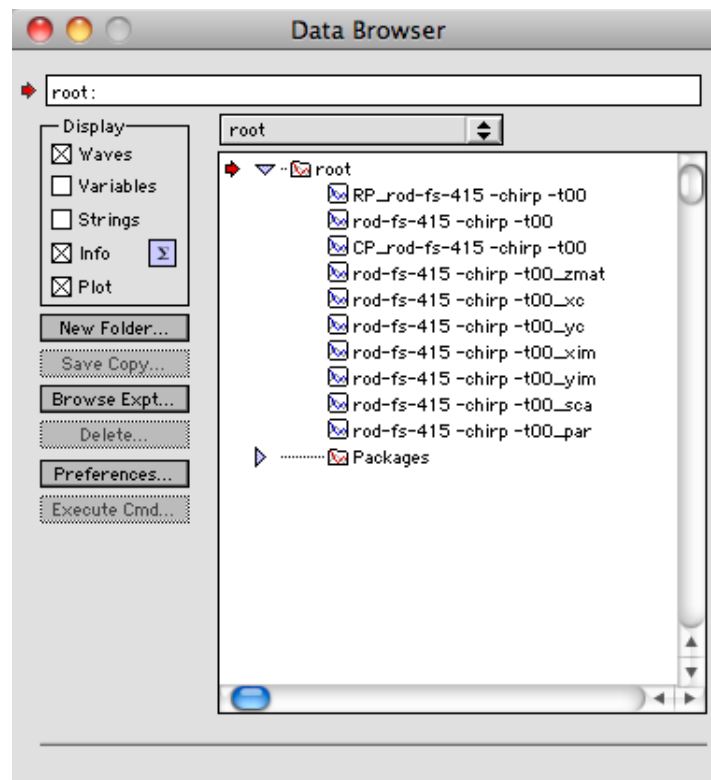 Data Browser
root:
Display
Waves
Variables
Strings
Info Σ
Plot
New Folder...
Save Copy...
Browse Expt...
Delete...
Preferences...
Execute Cmd...
root
root
RP_rod-fs-415 -chirp -t00
rod-fs-415 -chirp -t00
CP_rod-fs-415 -chirp -t00
rod-fs-415 -chirp -t00_zmat
rod-fs-415 -chirp -t00_xc
rod-fs-415 -chirp -t00_yc
rod-fs-415 -chirp -t00_xim
rod-fs-415 -chirp -t00_yim
rod-fs-415 -chirp -t00_sca
rod-fs-415 -chirp -t00_par
Packages